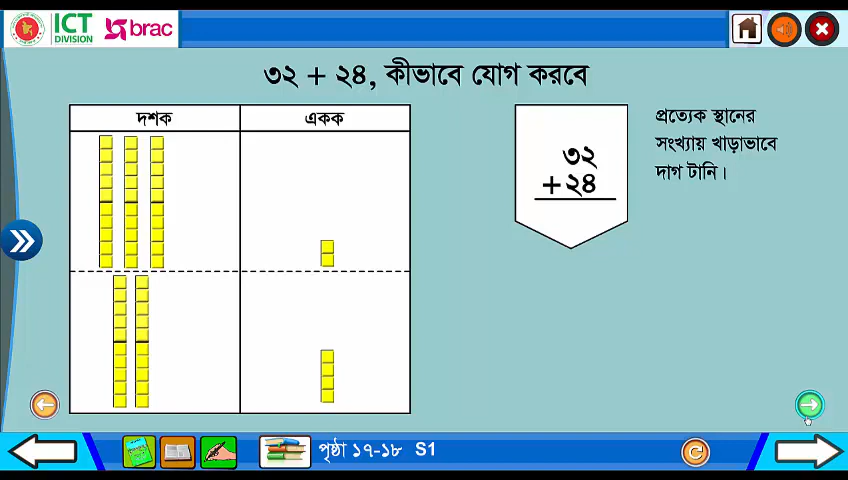 ICT
DIVISION
brac
৩২ + ২৪, কীভাবে যোগ করবে
দশক
একক
৩২
+ ২৪
প্রত্যেক স্থানের
সংখ্যায় খাড়াভাবে
দাগ টানি।
পৃষ্ঠা ১৭-১৮ S1